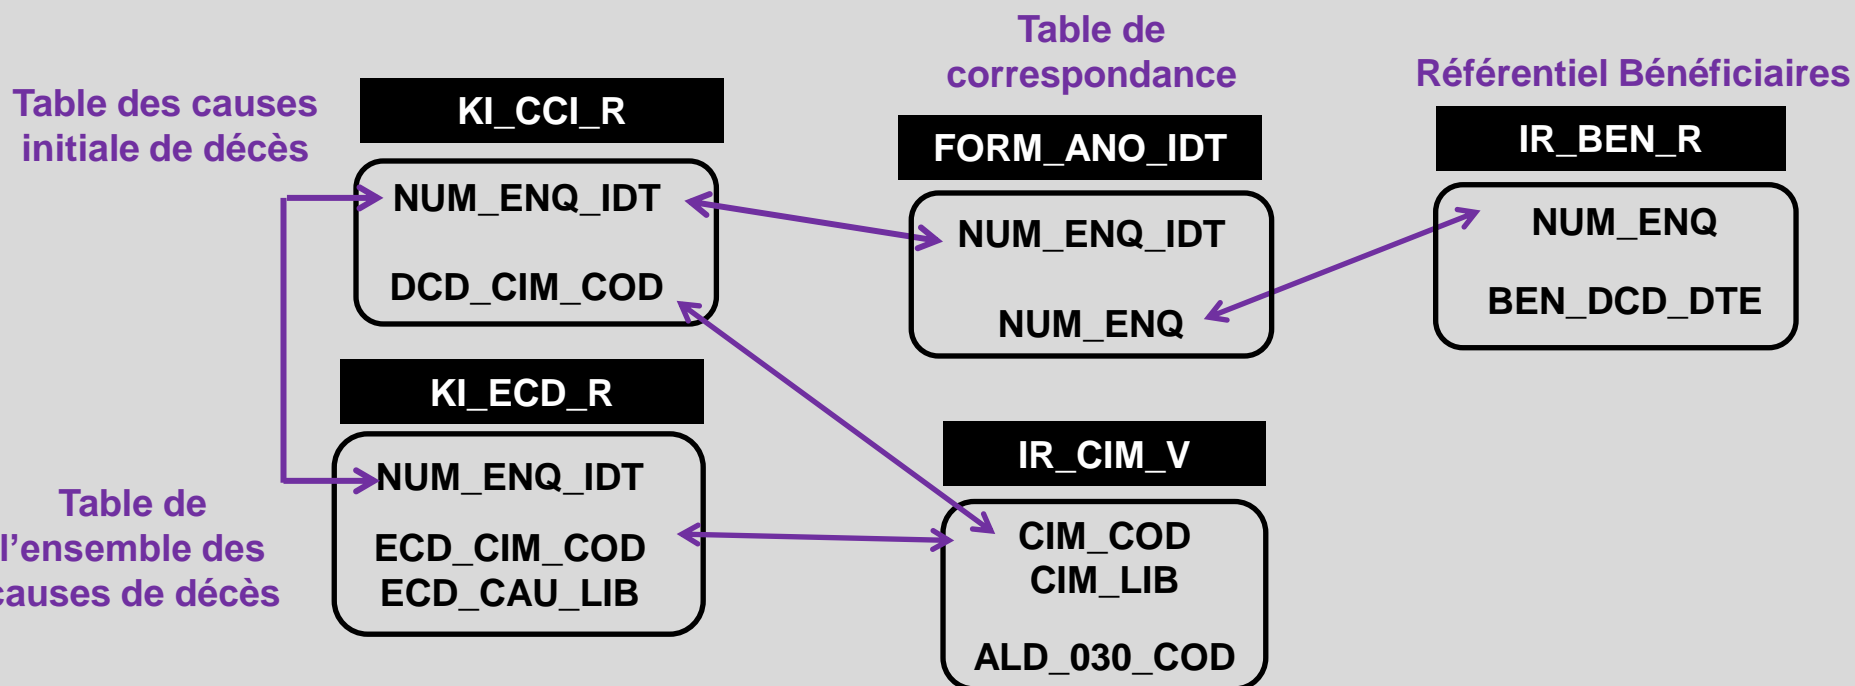 Table des causes
initiale de décès
KI_CCI_R
NUM_ENQ_IDT
DCD_CIM_COD
Table de
correspondance
FORM_ANO_IDT
NUM_ENQ_IDT
NUM_ENQ
Référentiel Bénéficiaires
IR_BEN_R
NUM_ENQ
BEN_DCD_DTE
Table de
l'ensemble des
causes de décès
KI_ECD_R
NUM_ENQ_IDT
ECD_CIM_COD
ECD_CAU_LIB
IR_CIM_V
CIM_COD
CIM_LIB
ALD_030_COD